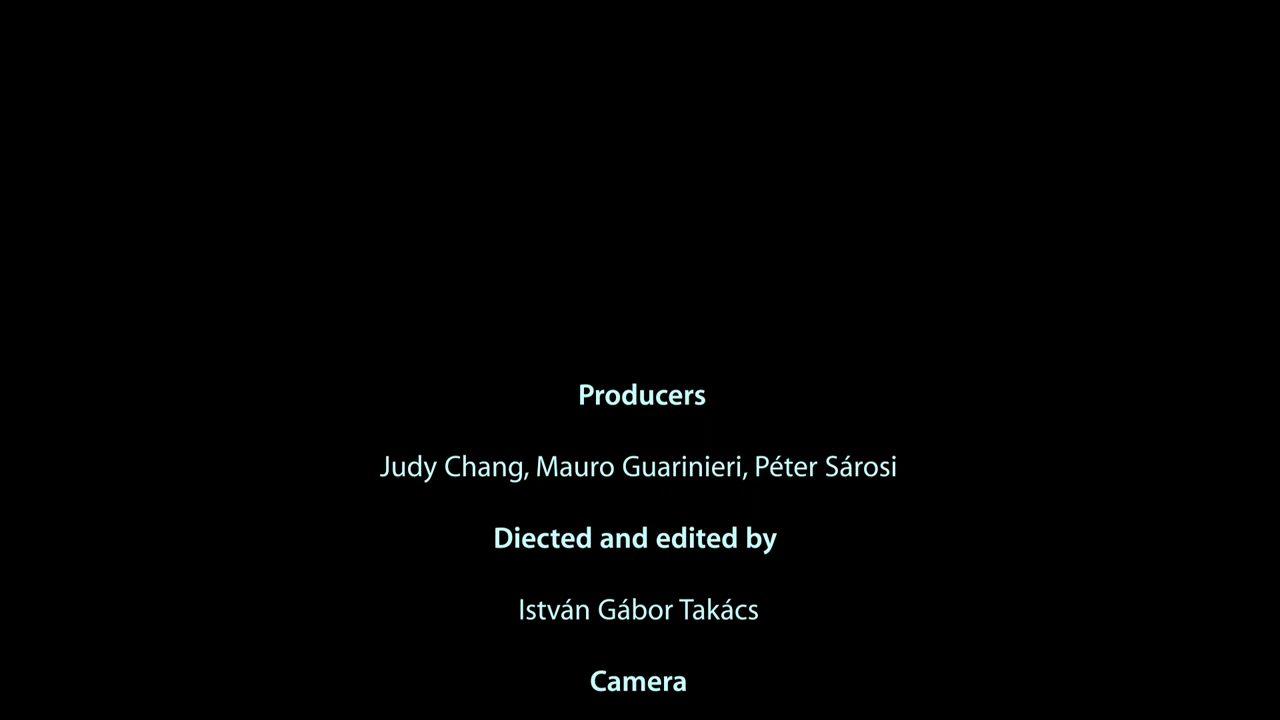 Producers
Judy Chang, Mauro Guarinieri, Péter Sárosi
Diected and edited by
István Gábor Takács
Camera